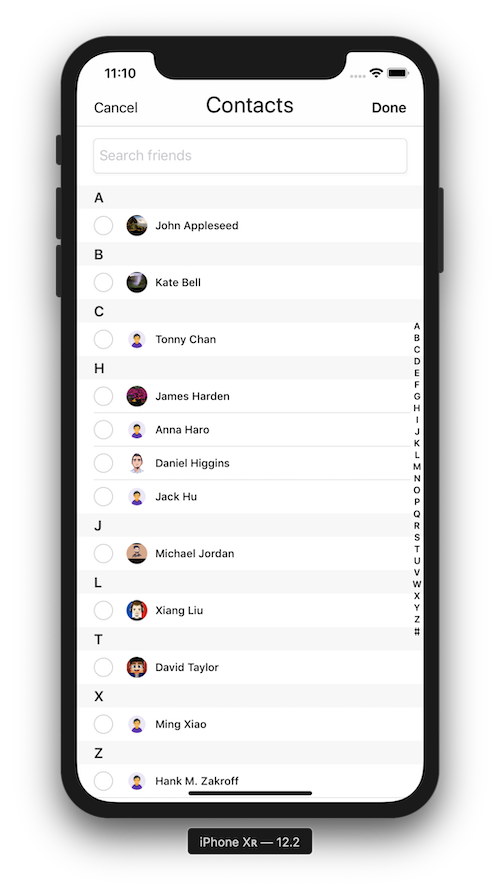 11:10
Cancel Contacts Done
Search friends
A
John Appleseed
B
Kate Bell
C
Tonny Chan
H
James Harden
Anna Haro
Daniel Higgins
Jack Hu
J
Michael Jordan
L
Xiang Liu
T
David Taylor
X
Ming Xiao
Z
Hank M. Zakroff
A
B
C
D
E
F
G
H
I
J
K
L
M
N
O
P
Q
R
S
T
U
V
W
X
Y
Z
#
iPhone Xʀ — 12.2